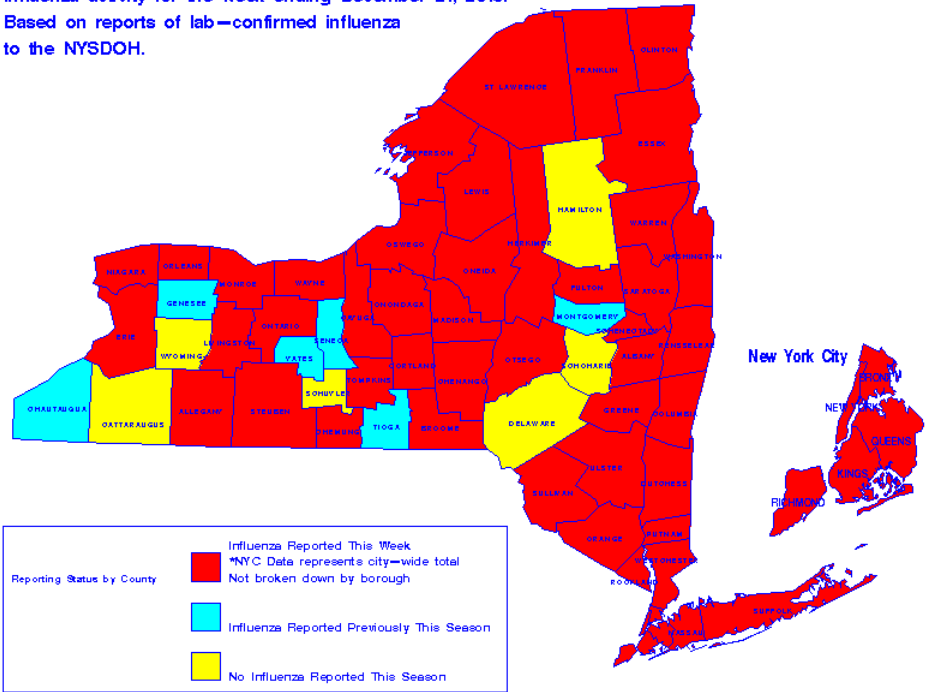 to the NYSDOH.
Based on reports of lab—confirmed influenza
CLINTON
FRANKLIN
ST LAWRENCE
ESSEX
JEFFERSON
LEWIS
HAMILTON
WARREN
WASHINGTON
HERKIMER
OSWEGO
ONEIDA
NIAGARA
ORLEANS
MONROE
WAYNE
FULTON
SARATOGA
GENESEE
CAYUGA
ONONDAGA
MADISON
MONTGOMERY
SCHENECTADY
ERIE
ONTARIO
SENECA
LIVINGSTON
WYOMING
YATES
CORTLAND
OTSEGO
SCHOHARIE
ALBANY
RENSSELAER
New York City
TOMPKINS
CHENANGO
SCHUYLE
CHAUTAUQUA
CATTARAUGUS
ALLEGANY
STEUBEN
CHEMUNG
TIOGA
BROOME
DELAWARE
GREENE
COLUMBIA
BRONX
NEW YORK
QUEENS
KINGS
RICHMOND
ULSTER
DUTCHESS
SULLIVAN
ORANGE
PUTNAM
WESTCHESTER
ROCKLAND
SUFFOLK
NASSAU
Reporting Status by County
Influenza Reported This Week
*NYC Data represents city—wide total
Not broken down by borough
Influenza Reported Previously This Season
No Influenza Reported This Season